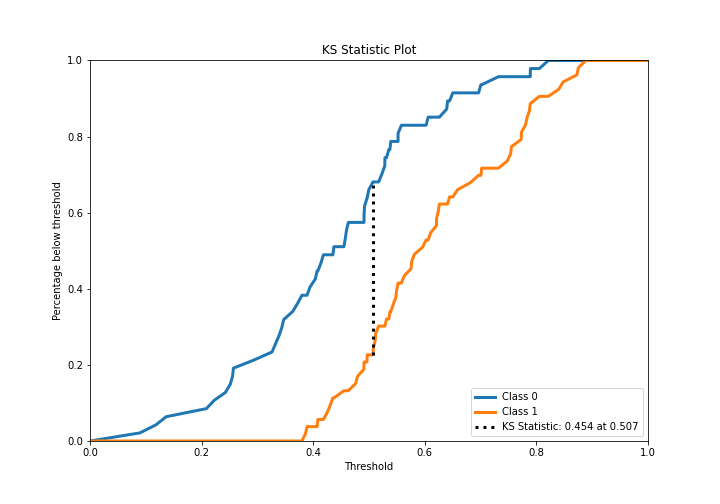 KS Statistic Plot
1.0
0.8
0.6
0.4
0.2
0.0
Percentage below threshold
Class 0
Class 1
KS Statistic: 0.454 at 0.507
0.0 0.2 0.4 0.6 0.8 1.0
Threshold